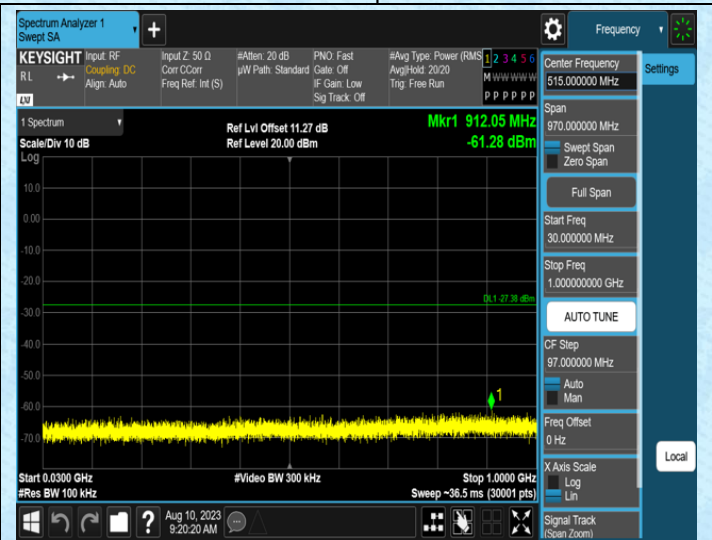 Spectrum Analyzer 1
Swept SA
+
Frequency
KEYSIGHT
Input: RF
Input Z: 50 Ω
#Atten: 20 dB
PNO: Fast
#Avg Type: Power (RMS
1 2 3 4 5 6
R L
Coupling: DC
Corr CCorr
µW Path: Standard
Gate: Off
Avg|Hold: 20/20
M W W W W W
Align: Auto
Freq Ref: Int (S)
IF Gain: Low
Trig: Free Run
Sig Track: Off
P P P P P P
LXI
1 Spectrum
Ref Lvl Offset 11.27 dB
Mkr1 912.05 MHz
Scale/Div 10 dB
Ref Level 20.00 dBm
-61.28 dBm
Log
10.0
0.00
-10.0
-20.0
DL1 -27.38 dBm
-30.0
-40.0
-50.0
1
-60.0
-70.0
Start 0.0300 GHz
#Video BW 300 kHz
Stop 1.0000 GHz
#Res BW 100 kHz
Sweep ~36.5 ms (30001 pts)
?
Aug 10, 2023
9:20:20 AM
Center Frequency
515.000000 MHz
Settings
Span
970.000000 MHz
Swept Span
Zero Span
Full Span
Start Freq
30.000000 MHz
Stop Freq
1.000000000 GHz
AUTO TUNE
CF Step
97.000000 MHz
Auto
Man
Freq Offset
0 Hz
Local
X Axis Scale
Log
Lin
Signal Track
(Span Zoom)